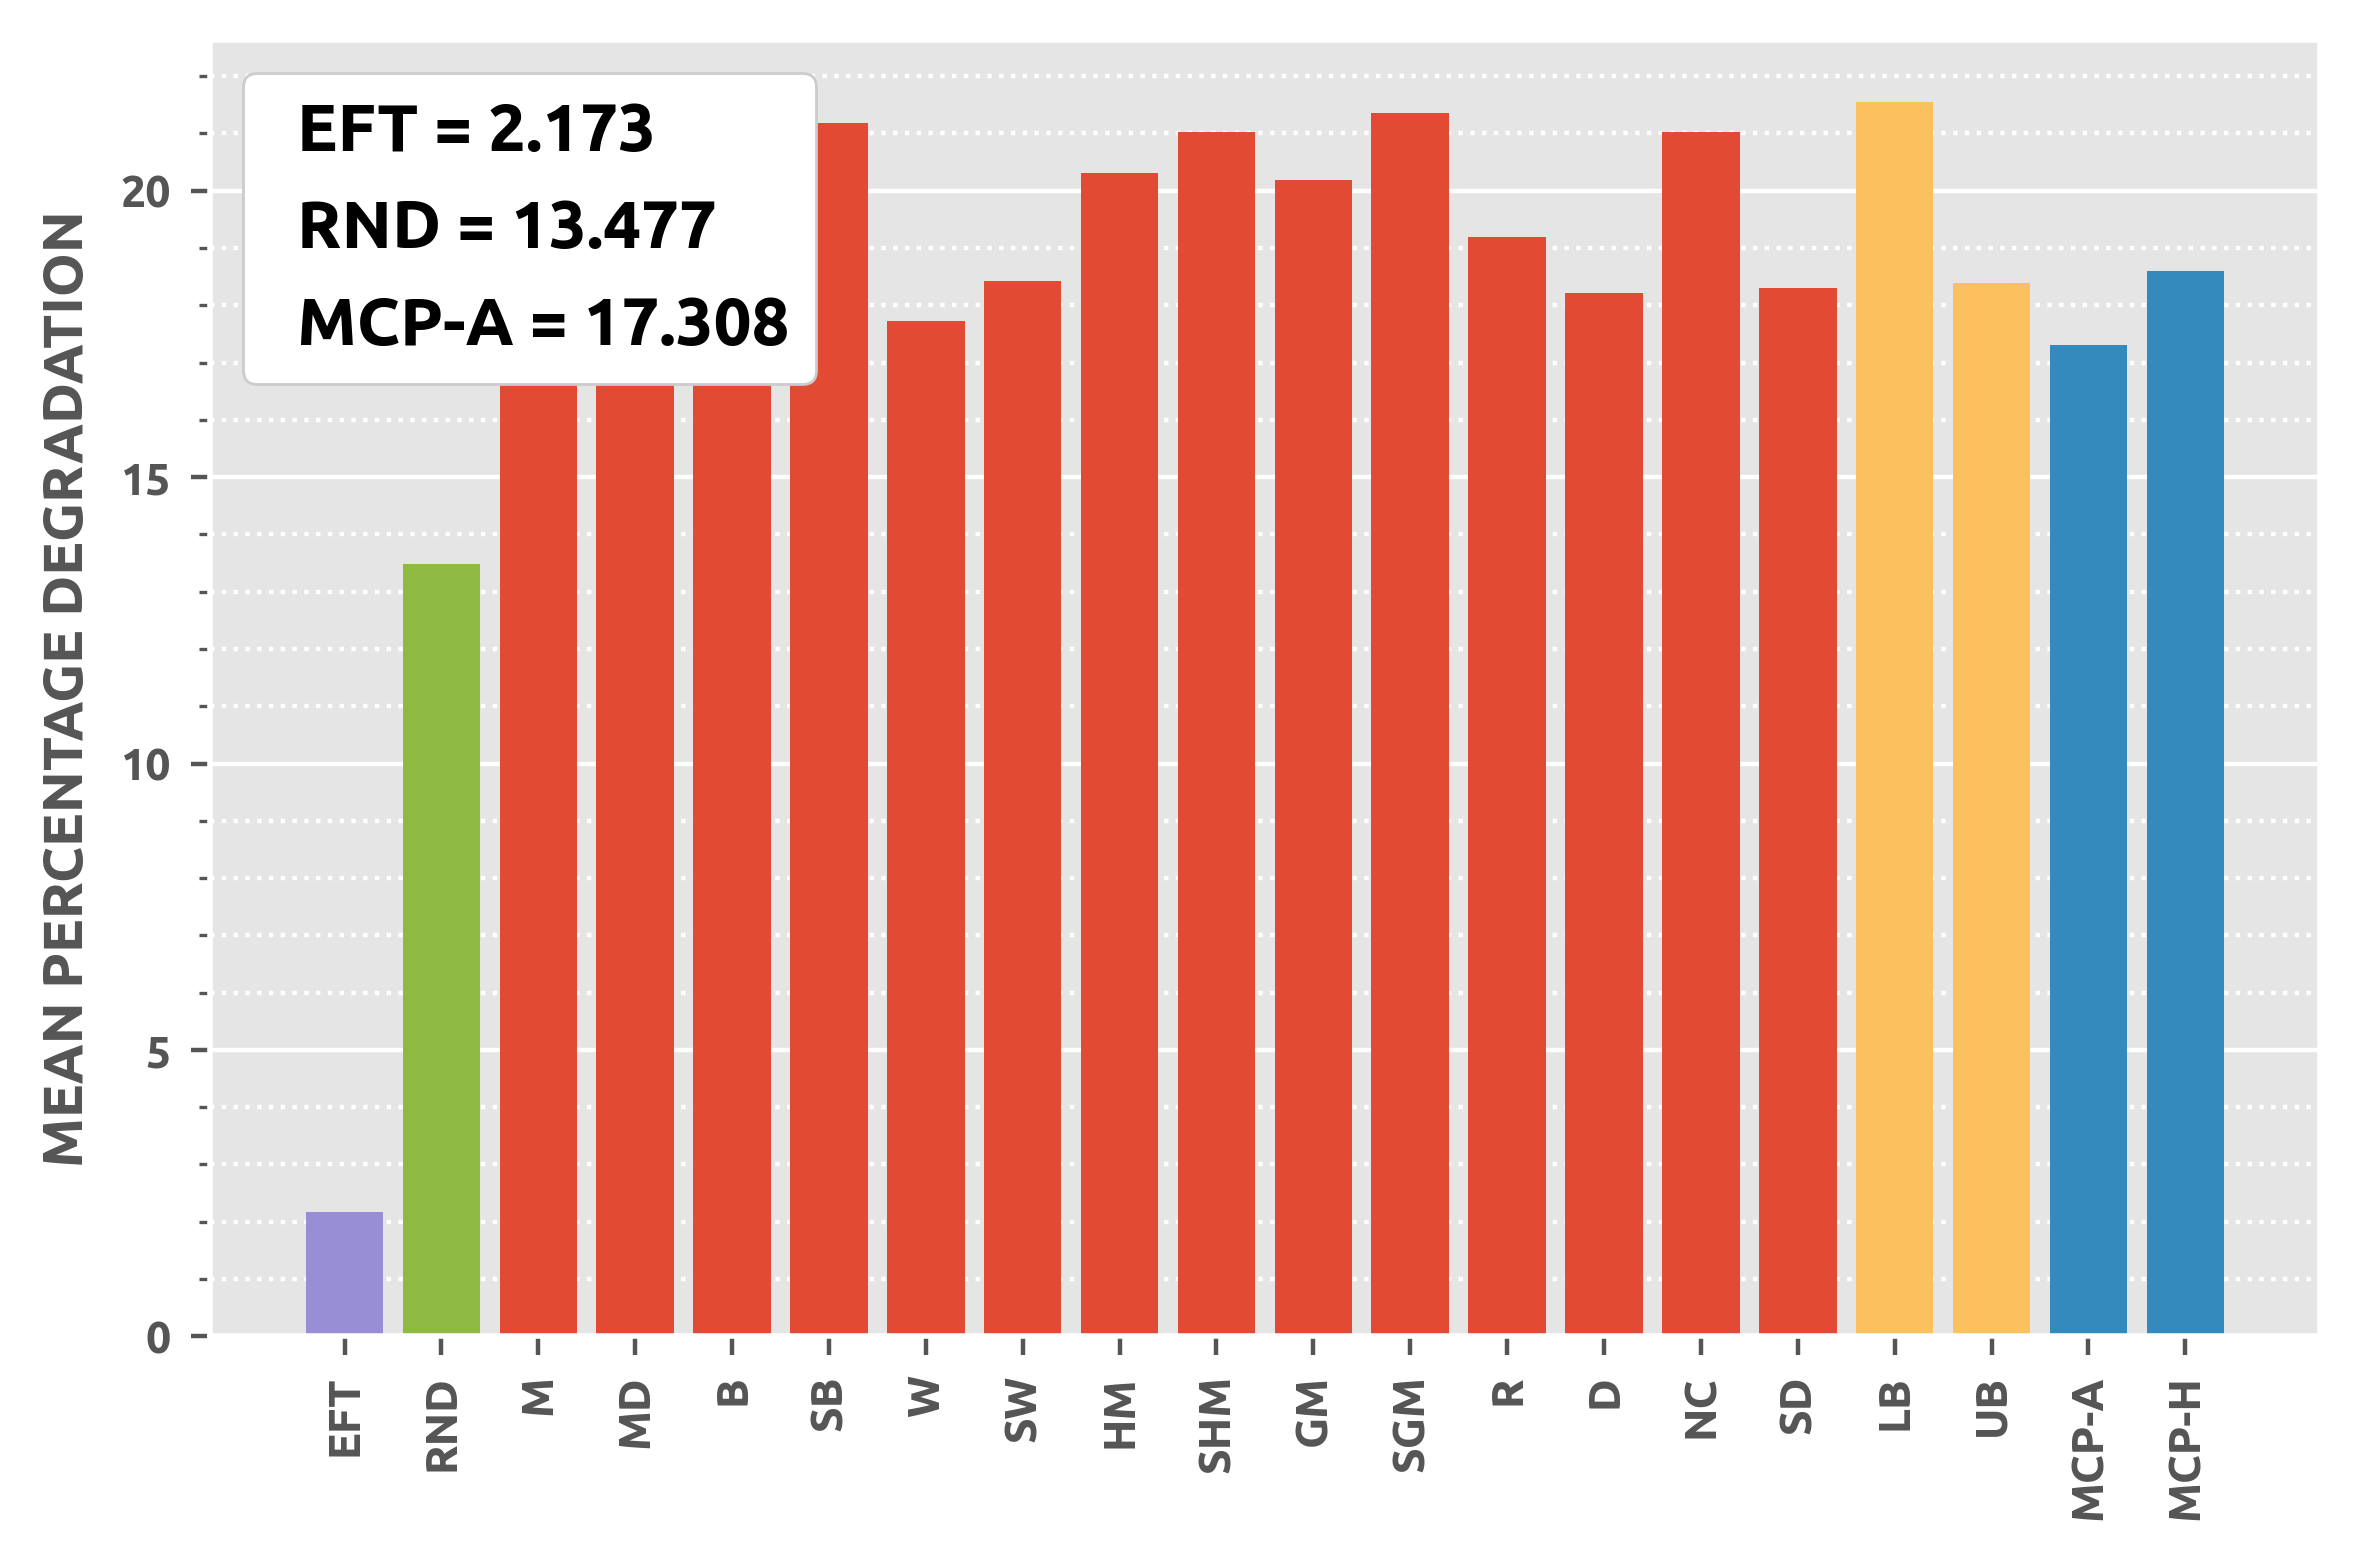 EFT = 2.173
RND = 13.477
MCP-A = 17.308
MEAN PERCENTAGE DEGRADATION
20
15
10
5
0
EFT
RND
M
MD
B
SB
W
SW
HM
SHM
GM
SGM
R
D
NC
SD
LB
UB
MCP-A
MCP-H